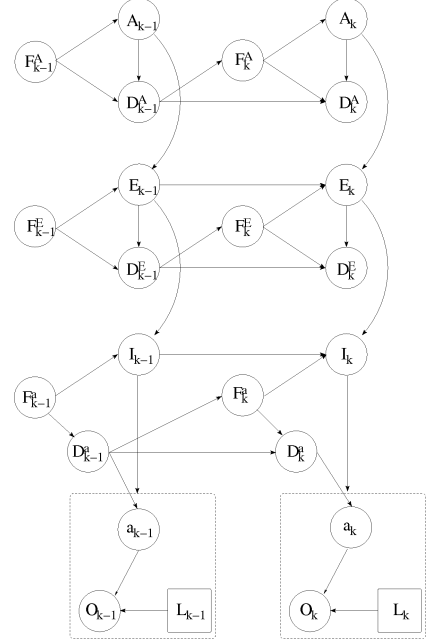 A_{k-1} A_k
F^A_{k-1} F^A_k
D^A_{k-1} D^A_k
E_{k-1} E_k
F^E_{k-1} F^E_k
D^E_{k-1} D^E_k
I_{k-1} I_k
F^a_{k-1} F^a_k
D^a_{k-1} D^a_k
a_{k-1} a_k
O_{k-1} L_{k-1} O_k L_k